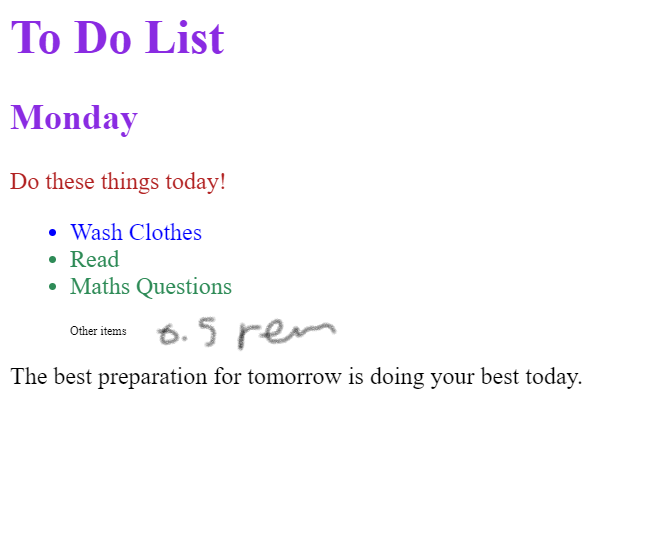 To Do List
Monday
Do these things today!
Wash Clothes
Read
Maths Questions
Other items 0.5 rem
The best preparation for tomorrow is doing your best today.